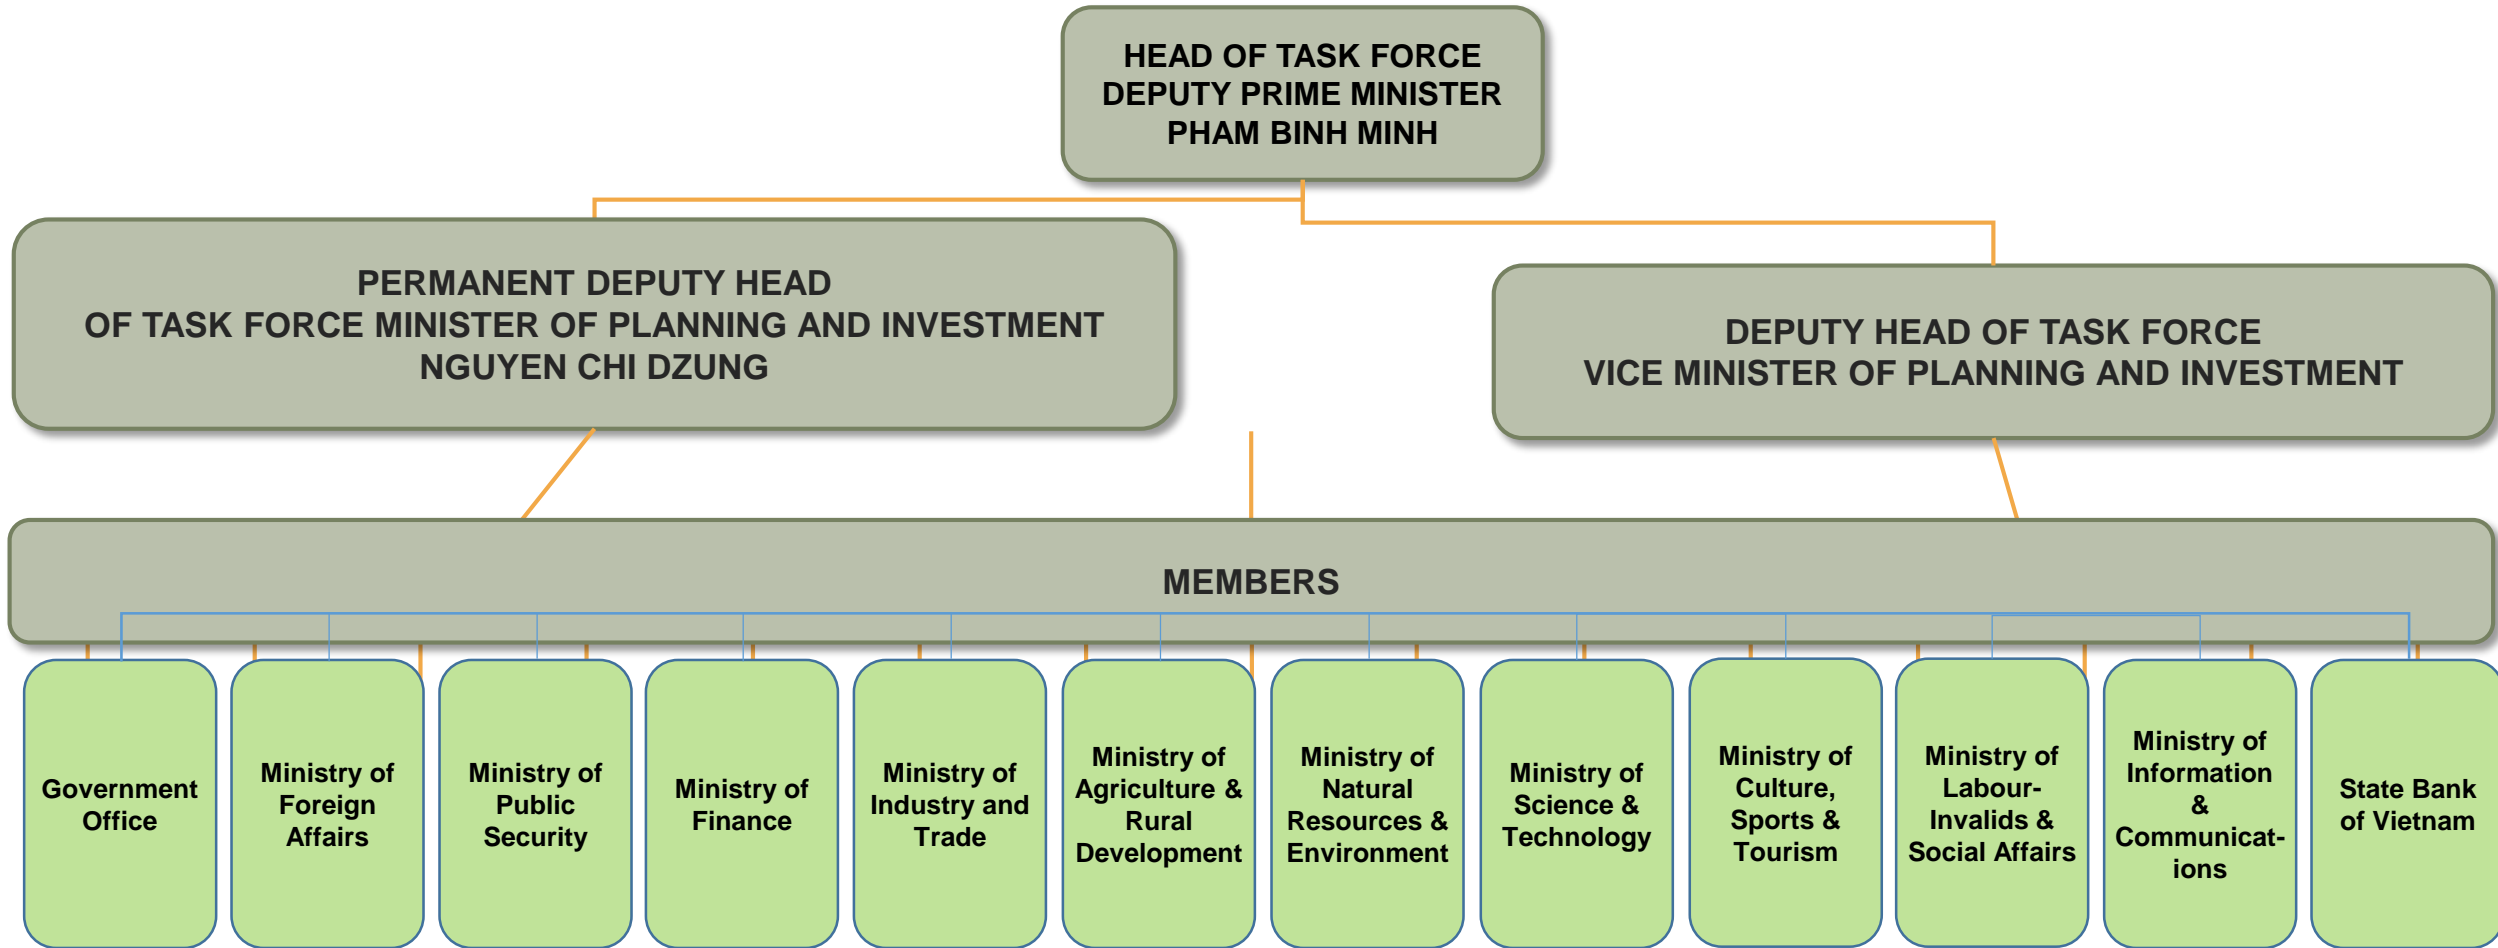 HEAD OF TASK FORCE
DEPUTY PRIME MINISTER
PHAM BINH MINH
PERMANENT DEPUTY HEAD
OF TASK FORCE MINISTER OF PLANNING AND INVESTMENT
NGUYEN CHI DZUNG
DEPUTY HEAD OF TASK FORCE
VICE MINISTER OF PLANNING AND INVESTMENT
MEMBERS
Government
Office
Ministry of
Foreign
Affairs
Ministry of
Public
Security
Ministry of
Finance
Ministry of
Industry and
Trade
Ministry of
Agriculture &
Rural
Development
Ministry of
Natural
Resources &
Environment
Ministry of
Science &
Technology
Ministry of
Culture,
Sports &
Tourism
Ministry of
Labour-
Invalids &
Social Affairs
Ministry of
Information
&
Communicat-
ions
State Bank
of Vietnam